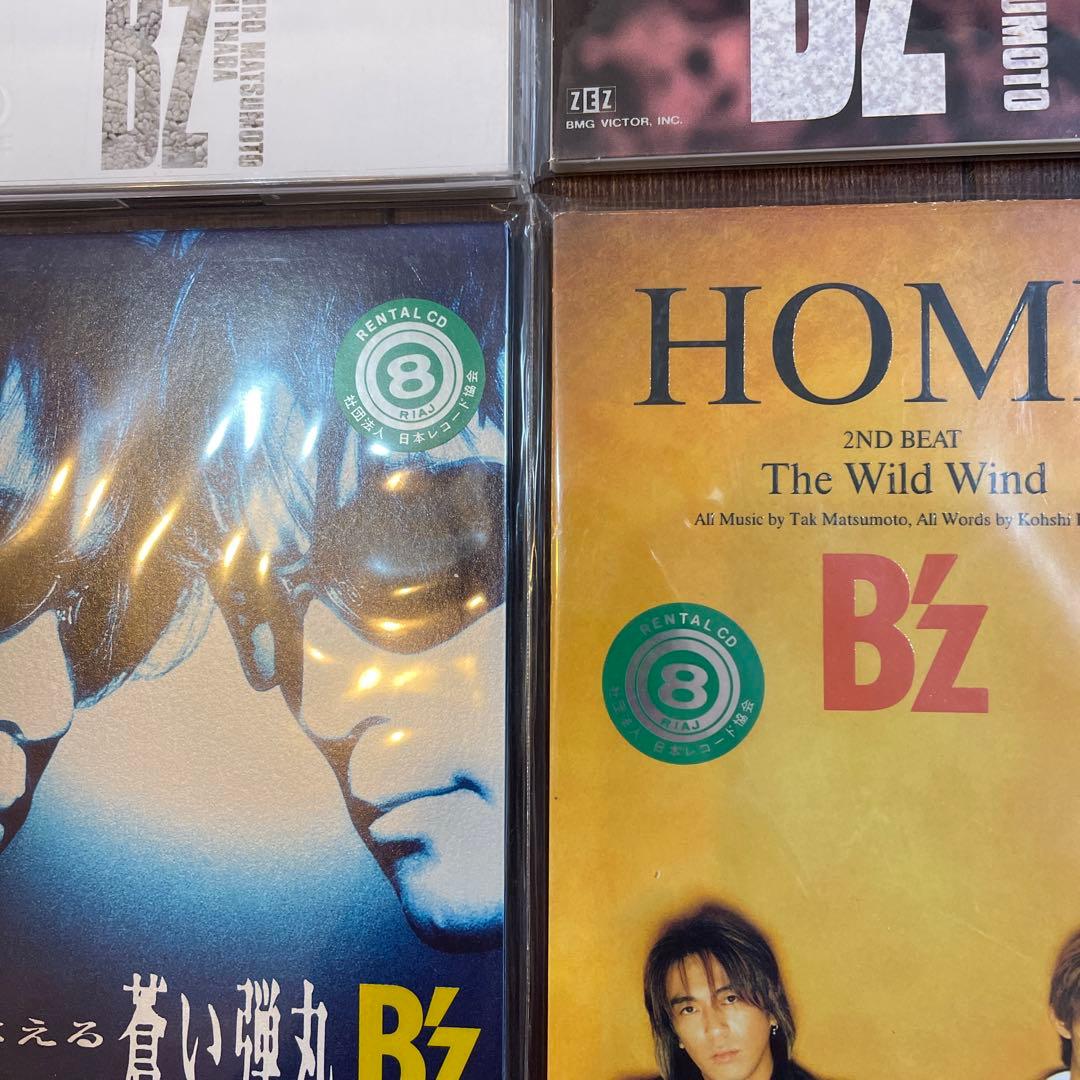 B'z
MATSUMOTO
INABA
B'z
UMOTO
ZEZ
BMG VICTOR, INC.
RENTAL CD
8
RIAJ
社団法人 日本レコード協会
える蒼い弾丸
B'z
HOM
2ND BEAT
The Wild Wind
All Music by Tak Matsumoto, All Words by Kohshi
B'z
RENTAL CD
8
RIAJ
社団法人 日本レコード協会